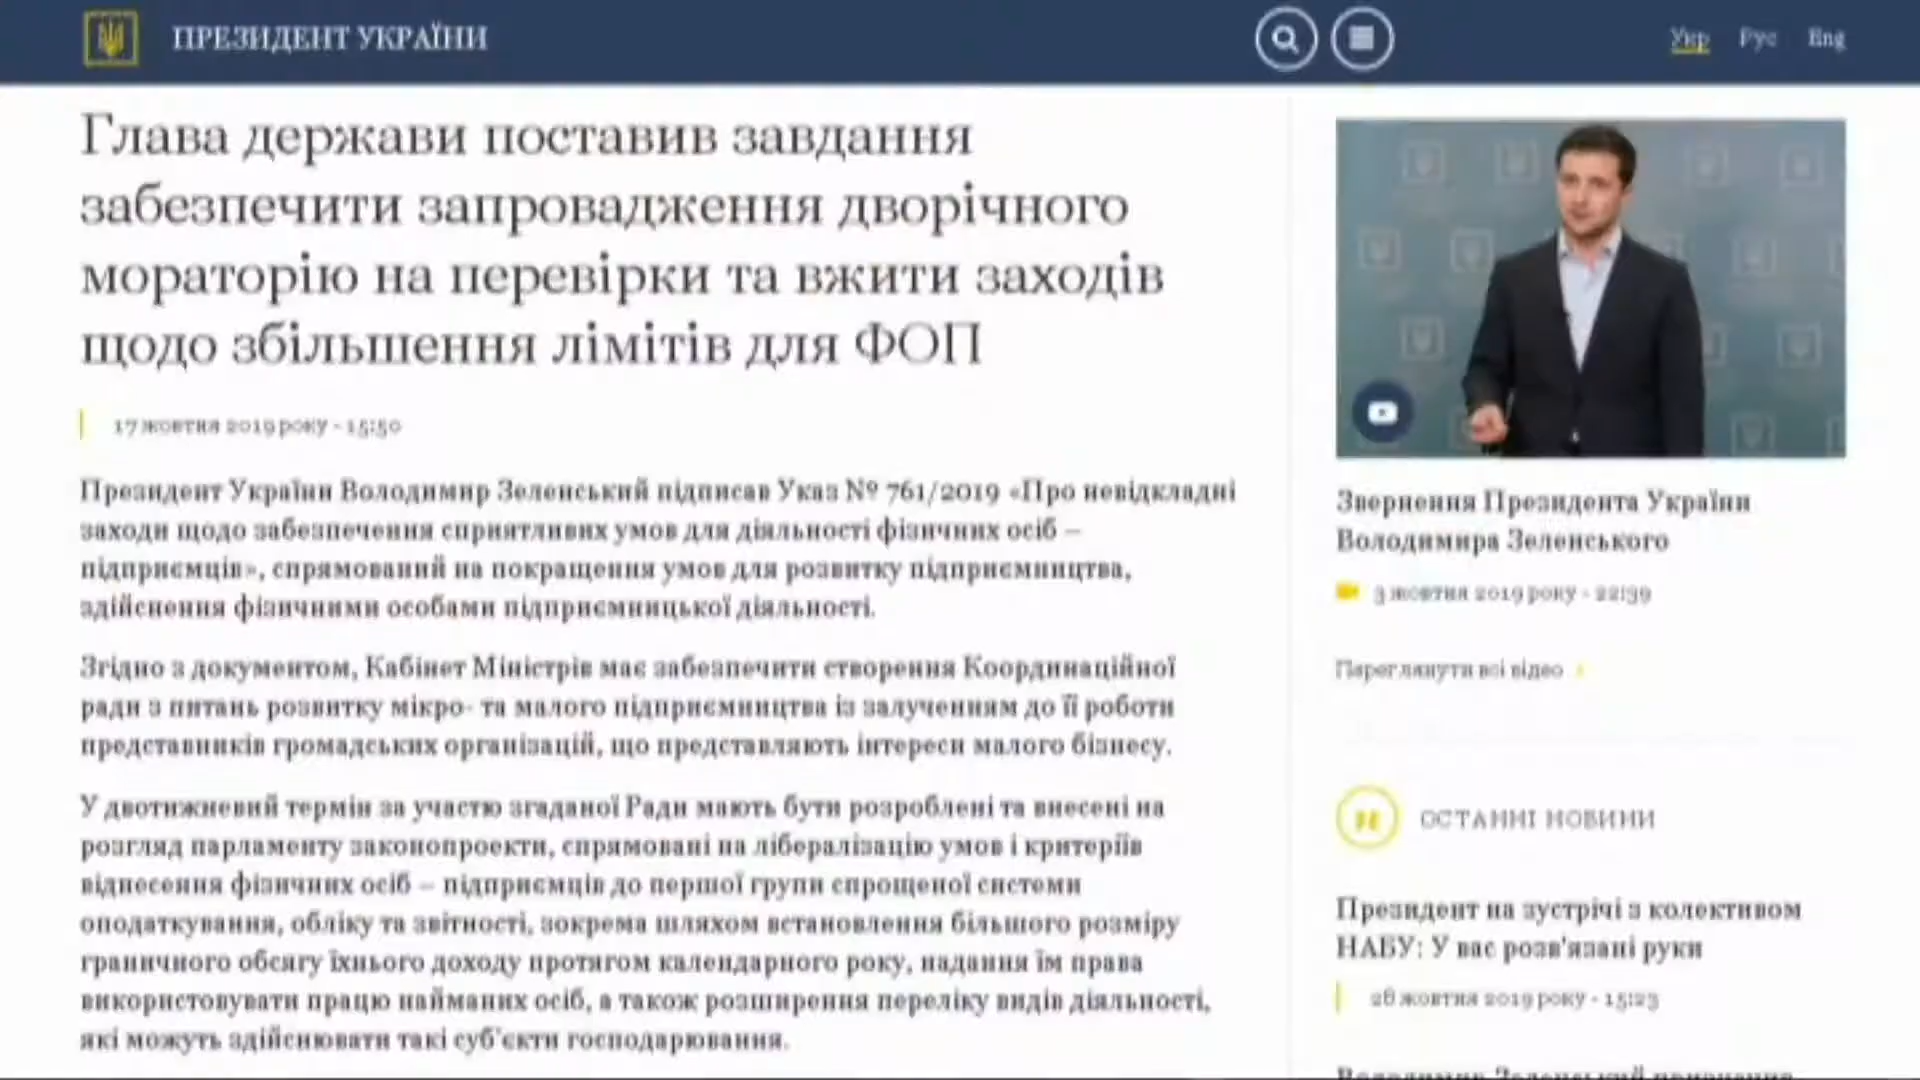 ПРЕЗИДЕНТ УКРАЇНИ
Укр Рус Eng
Глава держави поставив завдання
забезпечити запровадження дворічного
мораторію на перевірки та вжити заходів
щодо збільшення лімітів для ФОП
17 жовтня 2019 року - 15:50
Президент України Володимир Зеленський підписав Указ № 761/2019 «Про невідкладні
заходи щодо забезпечення сприятливих умов для діяльності фізичних осіб –
підприємців», спрямований на покращення умов для розвитку підприємництва,
здійснення фізичними особами підприємницької діяльності.
Згідно з документом, Кабінет Міністрів має забезпечити створення Координаційної
ради з питань розвитку мікро- та малого підприємництва із залученням до її роботи
представників громадських організацій, що представляють інтереси малого бізнесу.
У двотижневий термін за участю згаданої Ради мають бути розроблені та внесені на
розгляд парламенту законопроекти, спрямовані на лібералізацію умов і критеріїв
віднесення фізичних осіб – підприємців до першої групи спрощеної системи
оподаткування, обліку та звітності, зокрема шляхом встановлення більшого розміру
граничного обсягу їхнього доходу протягом календарного року, надання їм права
використовувати працю найманих осіб, а також розширення переліку видів діяльності,
які можуть здійснювати такі суб'єкти господарювання.
Звернення Президента України
Володимира Зеленського
3 жовтня 2019 року - 22:39
Переглянути всі відео
ОСТАННІ НОВИНИ
Президент на зустрічі з колективом
НАБУ: У вас розв'язані руки
28 жовтня 2019 року - 15:23
Володимир Зеленський